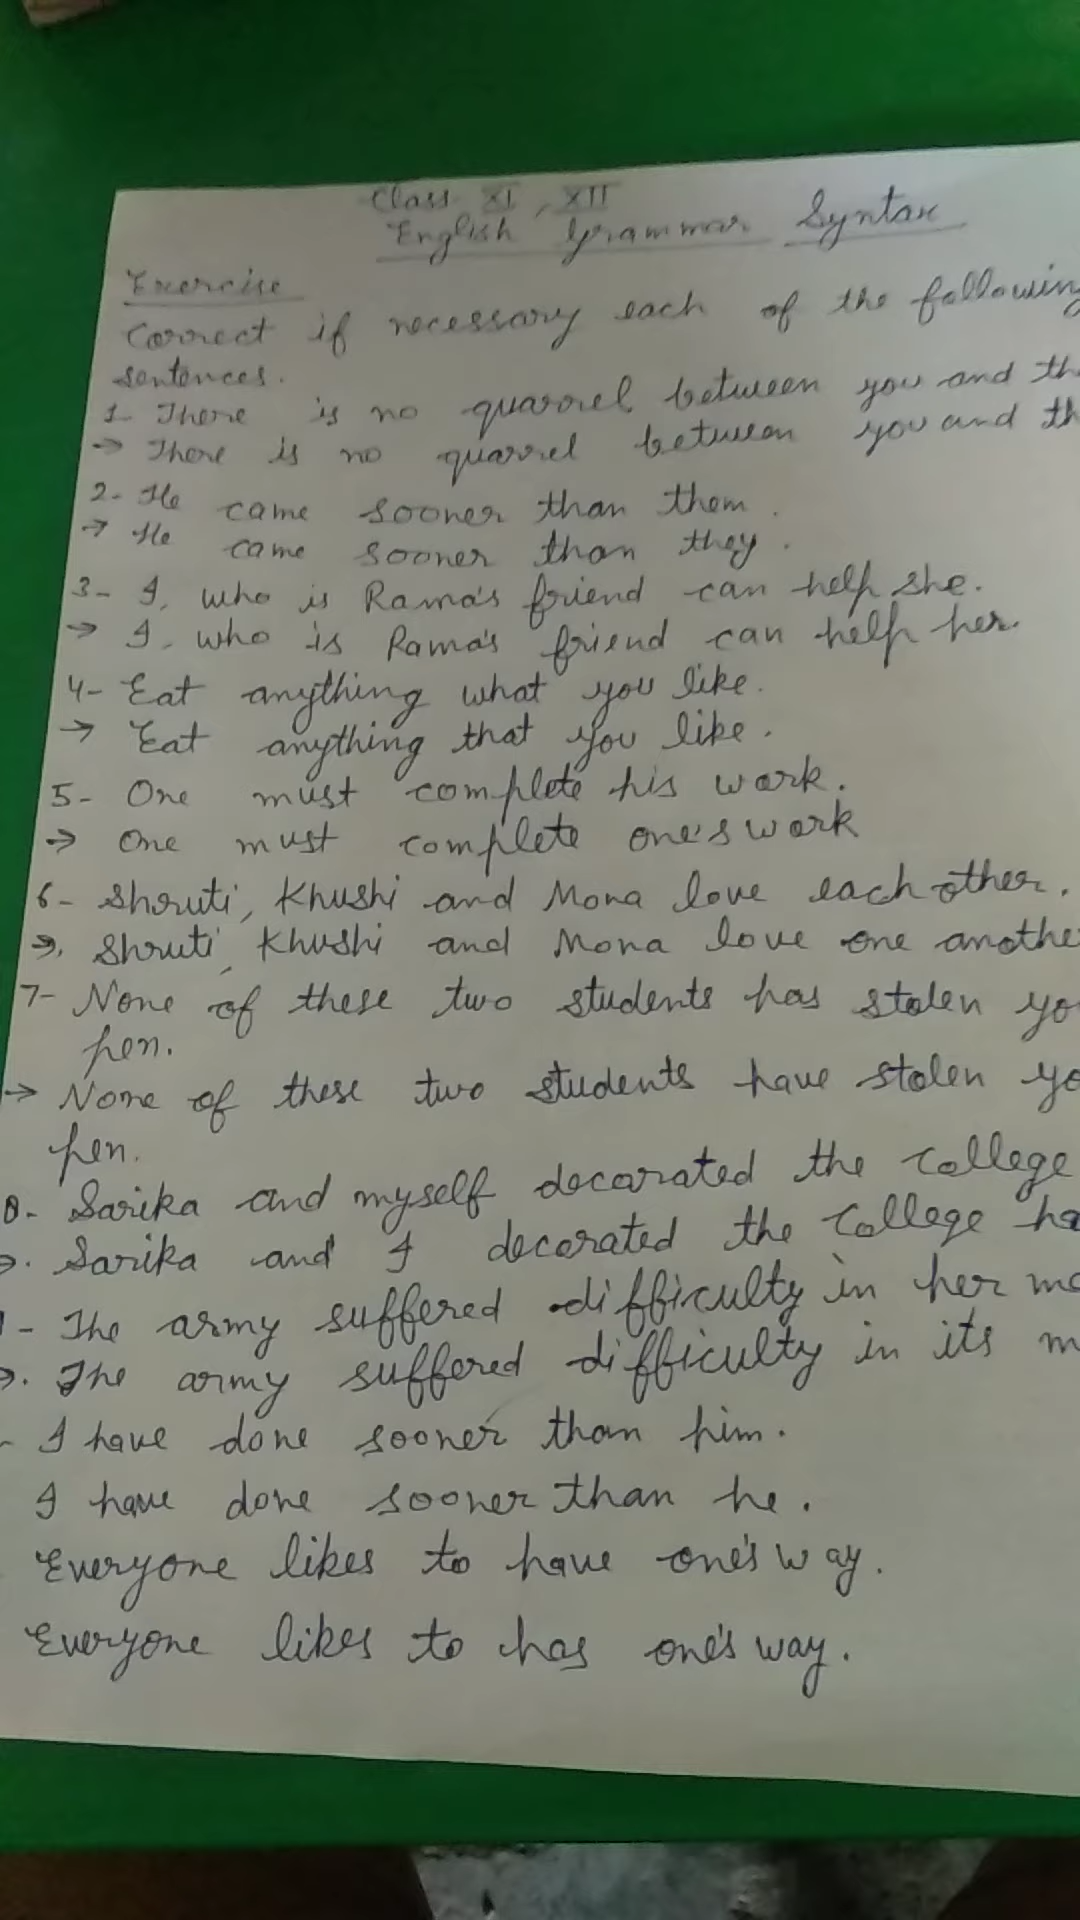 Class XI, XII
English Grammar Syntax
Exercise
Correct if necessary each of the following
sentences.
1- There is no quarrel between you and
→ There is no quarrel between you and
2- He came sooner than them.
→ He came sooner than they.
3- I, who is Rama's friend can help she.
→ I, who is Rama's friend can help her.
4- Eat anything what you like.
→ Eat anything that you like.
5- One must complete his work.
→ One must complete one's work
6- Shruti, Khushi and Mona love each other.
→. Shruti, Khushi and Mona love one
7- None of these two students has stolen
pen.
→ None of these two students have stolen
pen.
8- Sarika and myself decorated the College
→. Sarika and I decorated the College
- The army suffered difficulty in her
→. The army suffered difficulty in its
- I have done sooner than him.
I have done sooner than he.
Everyone likes to have one's way.
Everyone likes to has one's way.